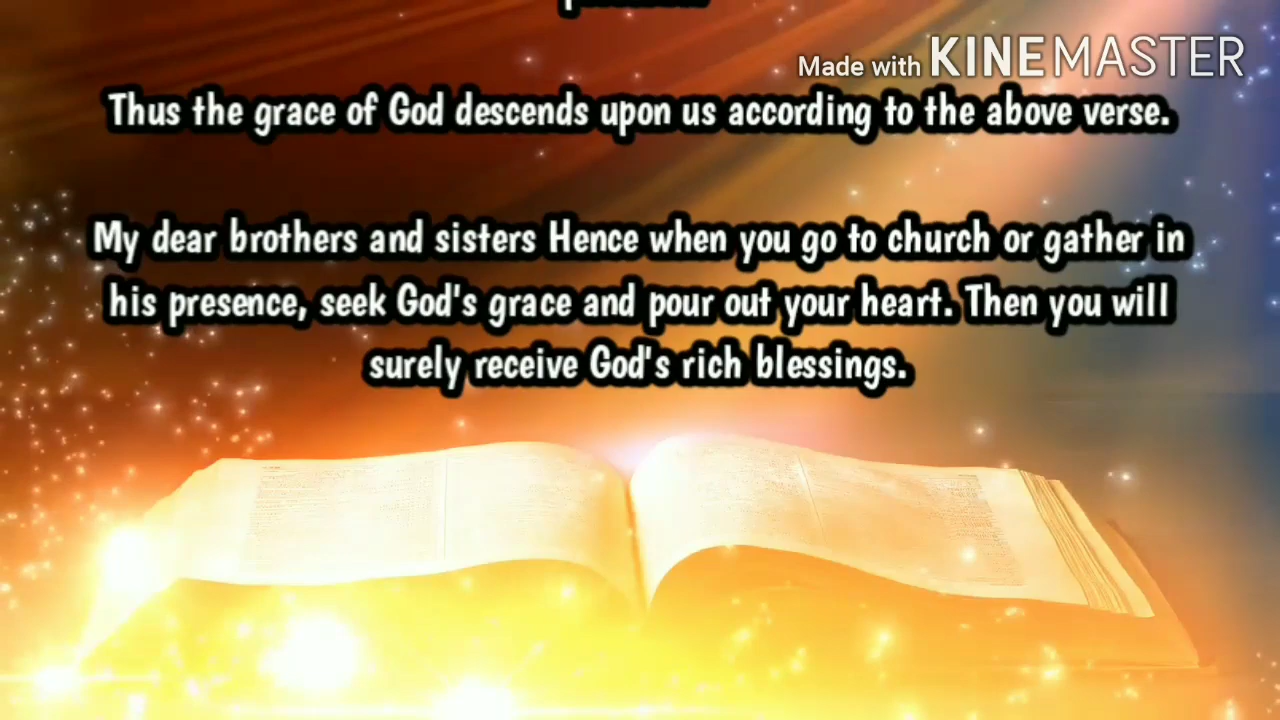 Made with KINEMASTER
Thus the grace of God descends upon us according to the above verse.
My dear brothers and sisters Hence when you go to church or gather in
his presence, seek God's grace and pour out your heart. Then you will
surely receive God's rich blessings.